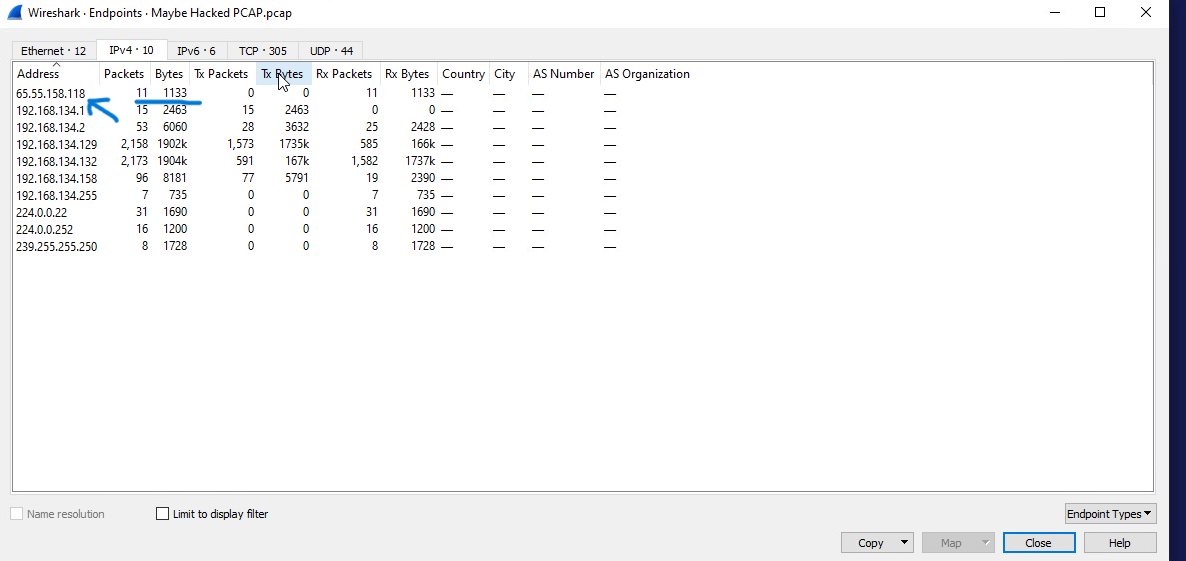 Wireshark · Endpoints · Maybe Hacked PCAP.pcap
Ethernet · 12 IPv4 · 10 IPv6 · 6 TCP · 305 UDP · 44
Address Packets Bytes Tx Packets Tx Bytes Rx Packets Rx Bytes Country City AS Number AS Organization
65.55.158.118 11 1133 0 0 11 1133 — — — —
192.168.134.1 15 2463 15 2463 0 0 — — — —
192.168.134.2 53 6060 28 3632 25 2428 — — — —
192.168.134.129 2,158 1902k 1,573 1735k 585 166k — — — —
192.168.134.132 2,173 1904k 591 167k 1,582 1737k — — — —
192.168.134.158 96 8181 77 5791 19 2390 — — — —
192.168.134.255 7 735 0 0 7 735 — — — —
224.0.0.22 31 1690 0 0 31 1690 — — — —
224.0.0.252 16 1200 0 0 16 1200 — — — —
239.255.255.250 8 1728 0 0 8 1728 — — — —
Name resolution Limit to display filter Endpoint Types
Copy Map Close Help